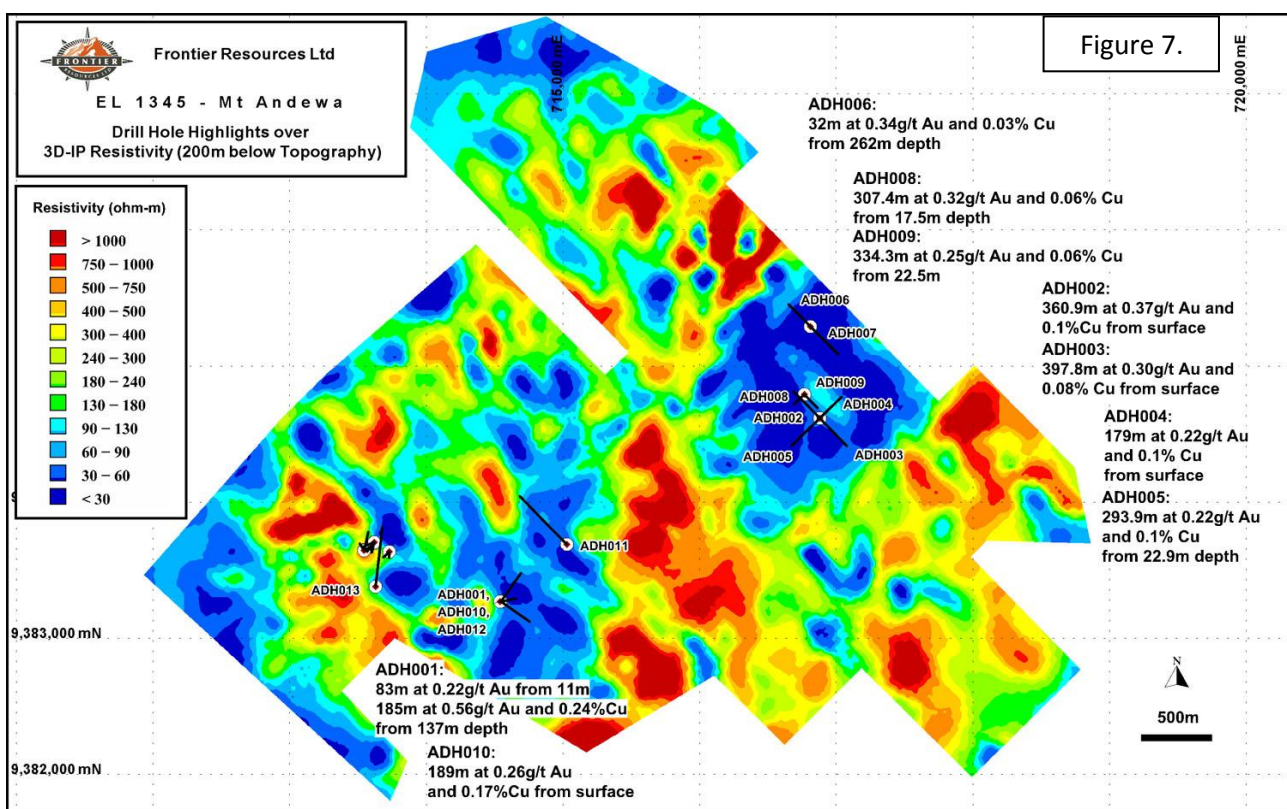 FRONTIER
RESOURCES LTD
Frontier Resources Ltd
EL 1345 - Mt Andewa
Drill Hole Highlights over
3D-IP Resistivity (200m below Topography)
Figure 7.
715,000 mE
720,000 mE
Resistivity (ohm-m)
> 1000
750 – 1000
500 – 750
400 – 500
300 – 400
240 – 300
180 – 240
130 – 180
90 – 130
60 – 90
30 – 60
< 30
ADH006:
32m at 0.34g/t Au and 0.03% Cu
from 262m depth
ADH008:
307.4m at 0.32g/t Au and 0.06% Cu
from 17.5m depth
ADH009:
334.3m at 0.25g/t Au and 0.06% Cu
from 22.5m
ADH002:
360.9m at 0.37g/t Au and
0.1%Cu from surface
ADH003:
397.8m at 0.30g/t Au and
0.08% Cu from surface
ADH004:
179m at 0.22g/t Au
and 0.1% Cu
from surface
ADH005:
293.9m at 0.22g/t Au
and 0.1% Cu
from 22.9m depth
ADH006
ADH007
ADH009
ADH008
ADH004
ADH002
ADH005
ADH003
ADH011
ADH013
ADH001,
ADH010,
ADH012
9,383,000 mN
ADH001:
83m at 0.22g/t Au from 11m
185m at 0.56g/t Au and 0.24%Cu
from 137m depth
ADH010:
189m at 0.26g/t Au
and 0.17%Cu from surface
N
500m
9,382,000 mN